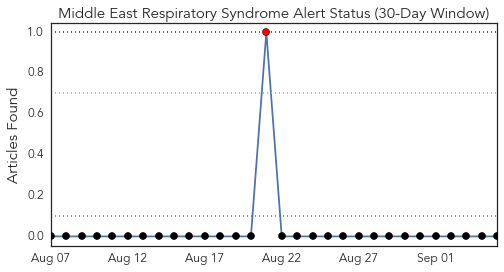 Middle East Respiratory Syndrome Alert Status (30-Day Window)
Articles Found
1.0
0.8
0.6
0.4
0.2
0.0
Aug 07 Aug 12 Aug 17 Aug 22 Aug 27 Sep 01